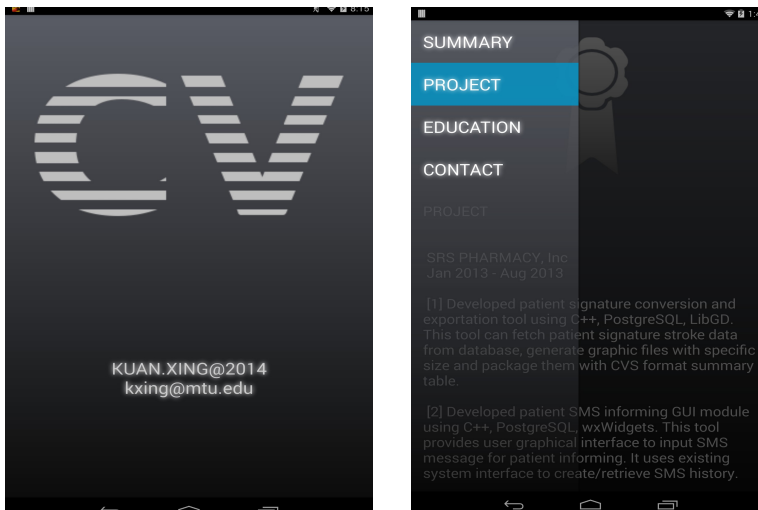 8:15
CV
KUAN.XING@2014
kxing@mtu.edu
SUMMARY
PROJECT
EDUCATION
CONTACT
PROJECT
SRS PHARMACY, Inc
Jan 2013 - Aug 2013
[1] Developed patient signature conversion and
exportation tool using C++, PostgreSQL, LibGD.
This tool can fetch patient signature stroke data
from database, generate graphic files with specific
size and package them with CVS format summary
table.
[2] Developed patient SMS informing GUI module
using C++, PostgreSQL, wxWidgets. This tool
provides user graphical interface to input SMS
message for patient informing. It uses existing
system interface to create/retrieve SMS history.